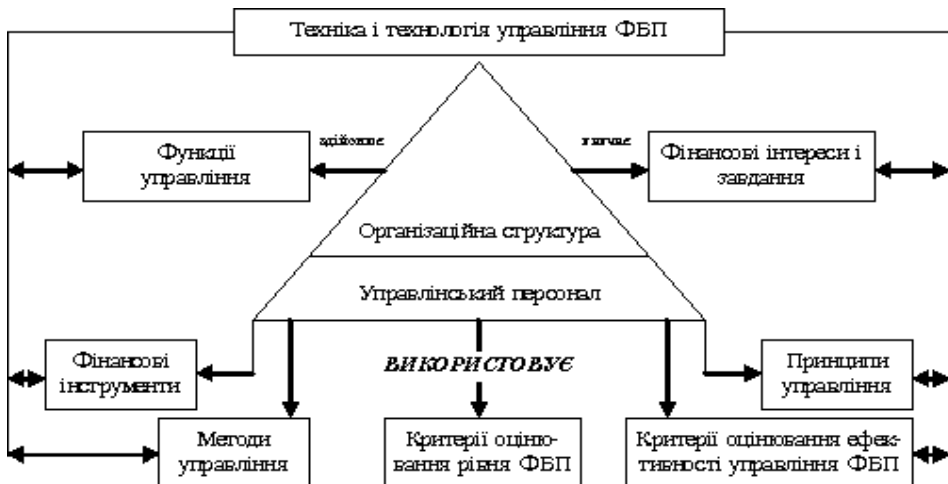 Техніка і технологія управління ФБП
здійснює
Функції
управління
Фінансові інтереси і
завдання
Організаційна структура
Управлінський персонал
Фінансові
інструменти
ВИКОРИСТОВУЄ
Принципи
управління
Методи
управління
Критерії оціню-
вання рівня ФБП
Критерії оцінювання ефек-
тивності управління ФБП